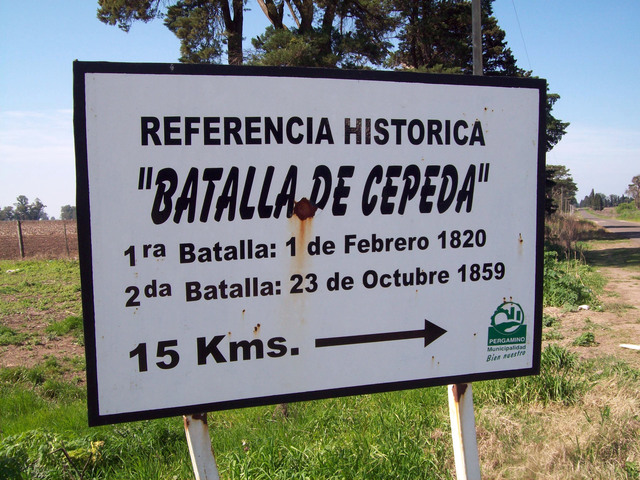 REFERENCIA HISTORICA
"BATALLA DE CEPEDA"
1ra Batalla: 1 de Febrero 1820
2da Batalla: 23 de Octubre 1859
15 Kms.
PERGAMINO
Municipalidad
Bien nuestro